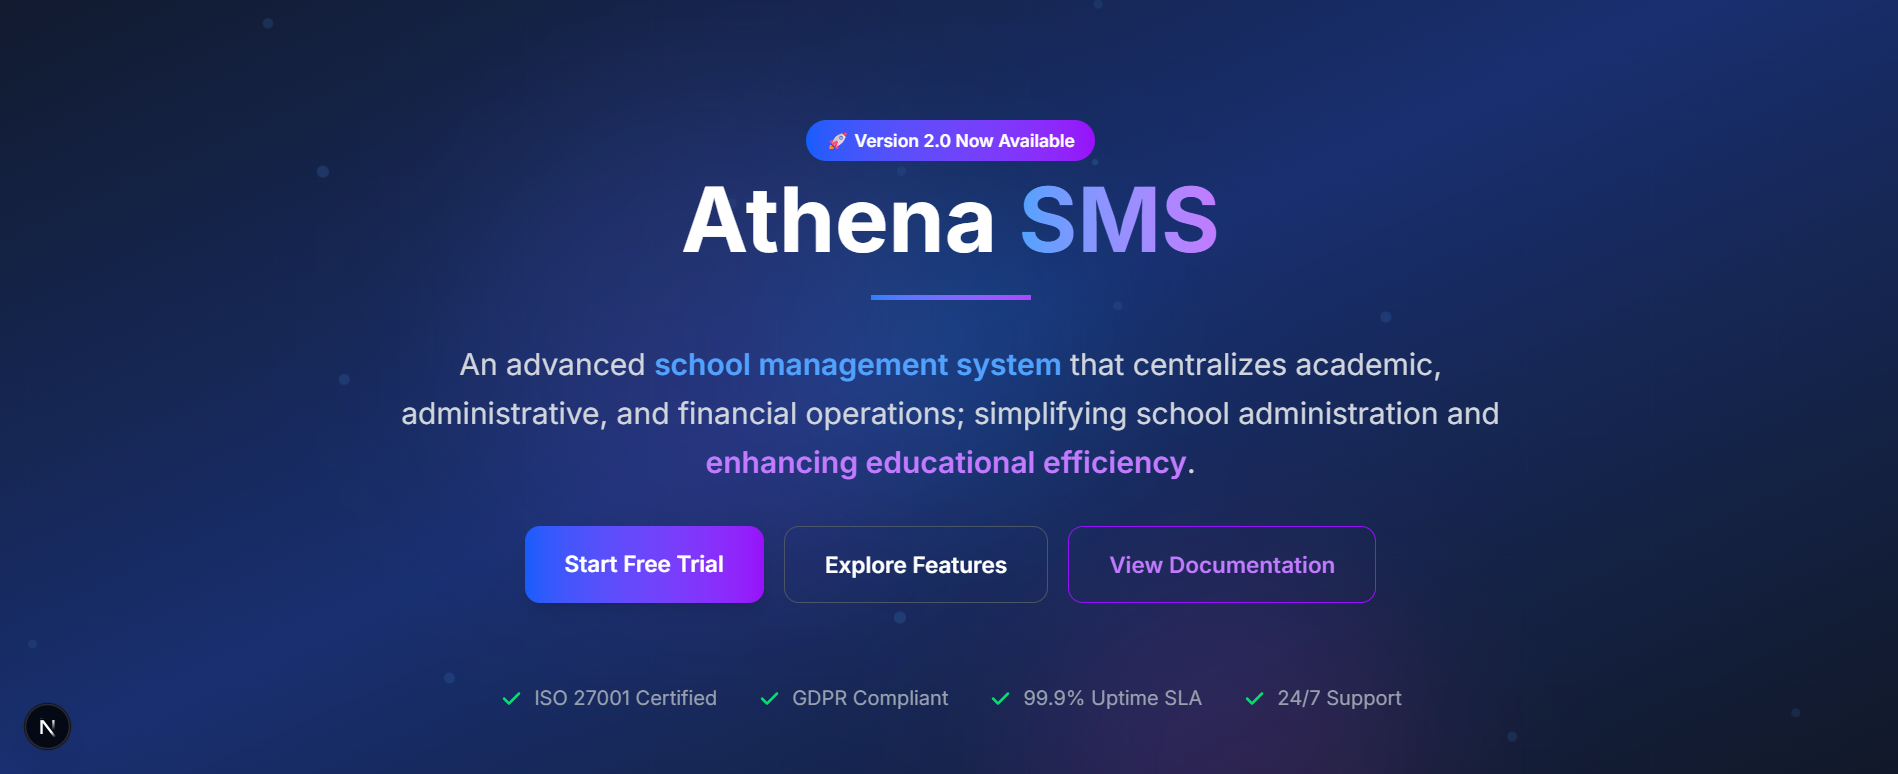 🚀 Version 2.0 Now Available
Athena SMS
An advanced school management system that centralizes academic,
administrative, and financial operations; simplifying school administration and
enhancing educational efficiency.
Start Free Trial
Explore Features
View Documentation
ISO 27001 Certified
GDPR Compliant
99.9% Uptime SLA
24/7 Support
N